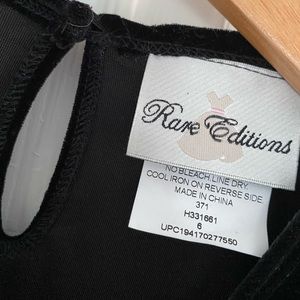 Rare Editions
NO BLEACH. LINE DRY.
COOL IRON ON REVERSE SIDE
MADE IN CHINA
371
H331661
6
UPC194170277550